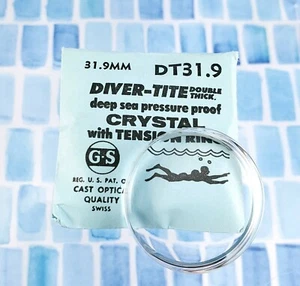 31.9MM DT31.9
DIVER-TITE DOUBLE THICK.
deep sea pressure proof
CRYSTAL
with TENSION RING
G-S
REG. U.S. PAT. O
CAST OPTICAL
QUALITY
SWISS